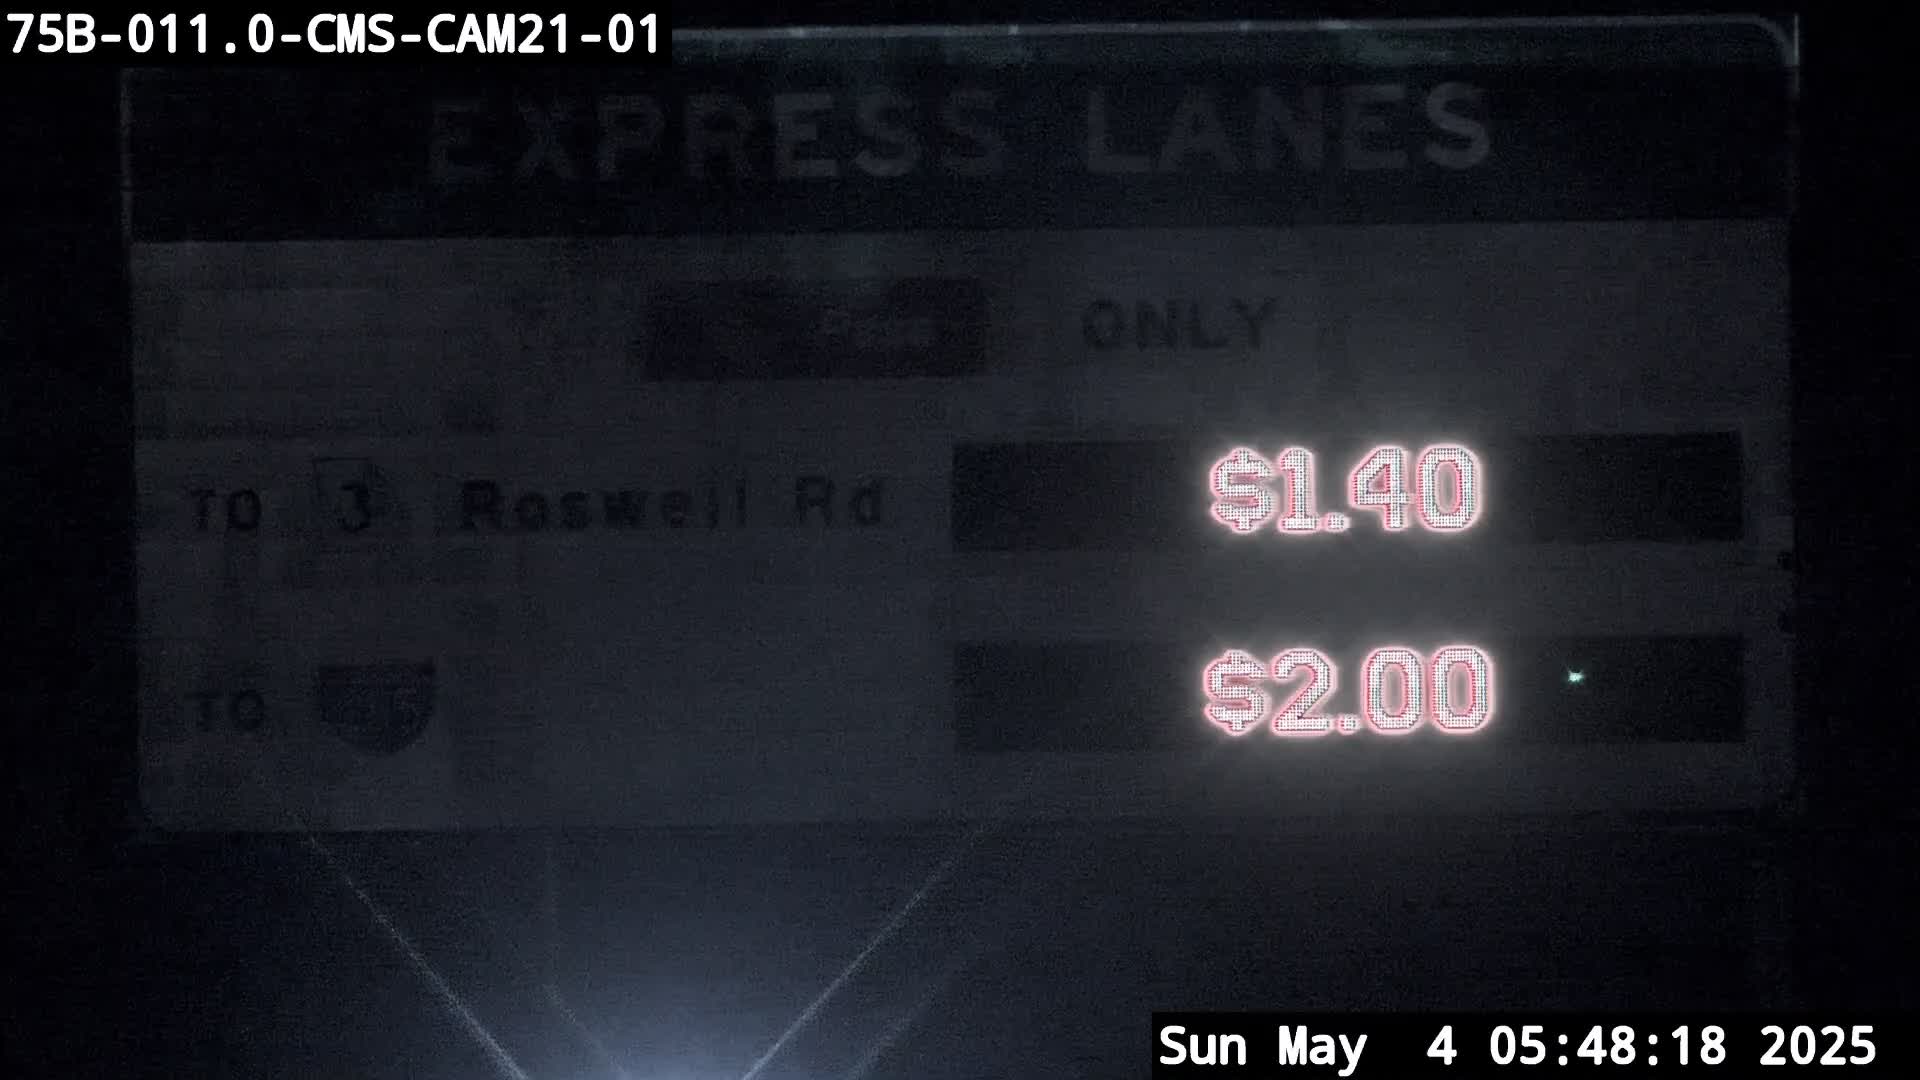 75B-011.0-CMS-CAM21-01
EXPRESS LANES
ONLY
TO 3 Roswell Rd $1.40
TO $2.00
Sun May 4 05:48:18 2025